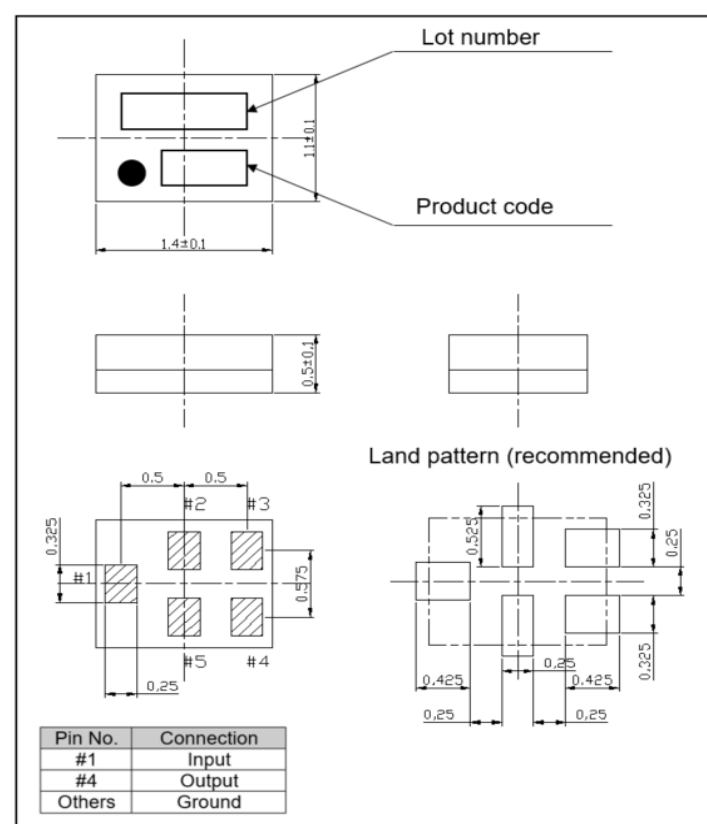 Lot number
1.1±0.1
Product code
1.4±0.1
0.5±0.1
Land pattern (recommended)
0.5 0.5
#2 #3
0.325
#1
0.575
#5 #4
0.25
0.525
0.325
0.25
0.325
0.25
0.425 0.425
0.25 0.25
Pin No. Connection
#1 Input
#4 Output
Others Ground